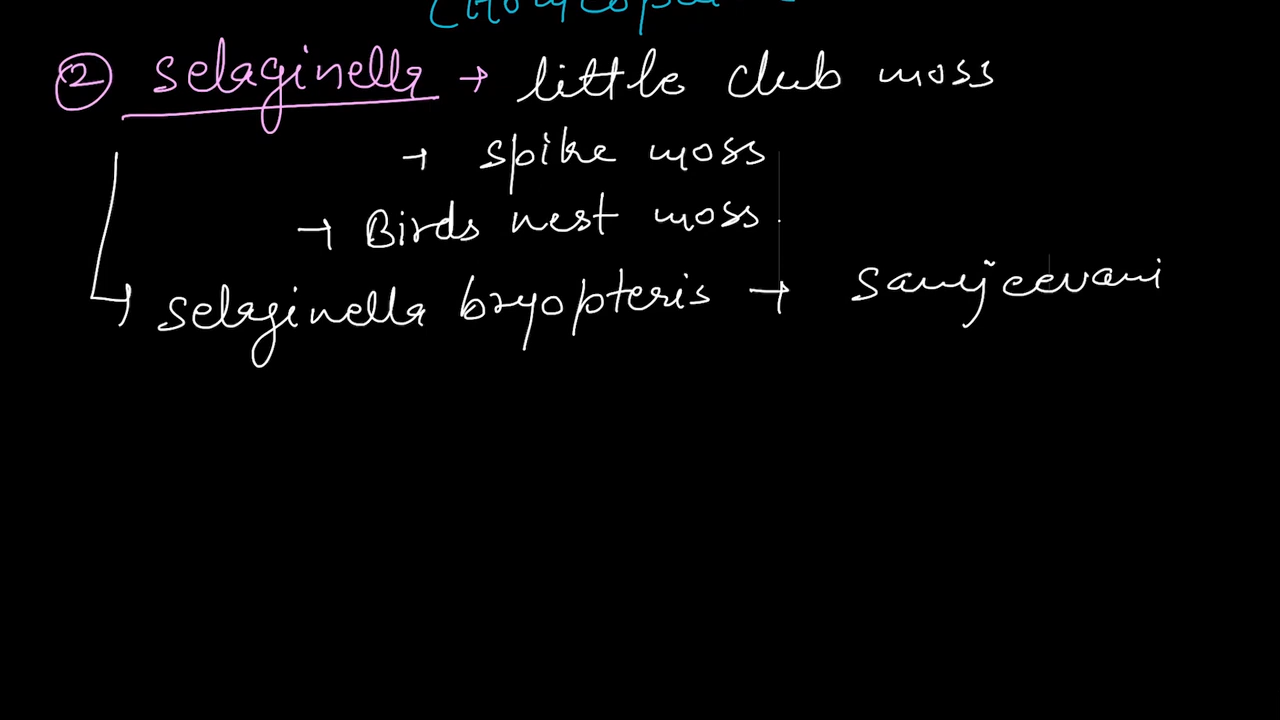 ② Selaginella → little club moss
→ spike moss
→ Birds nest moss
selaginella bryopteris → sanjeevani